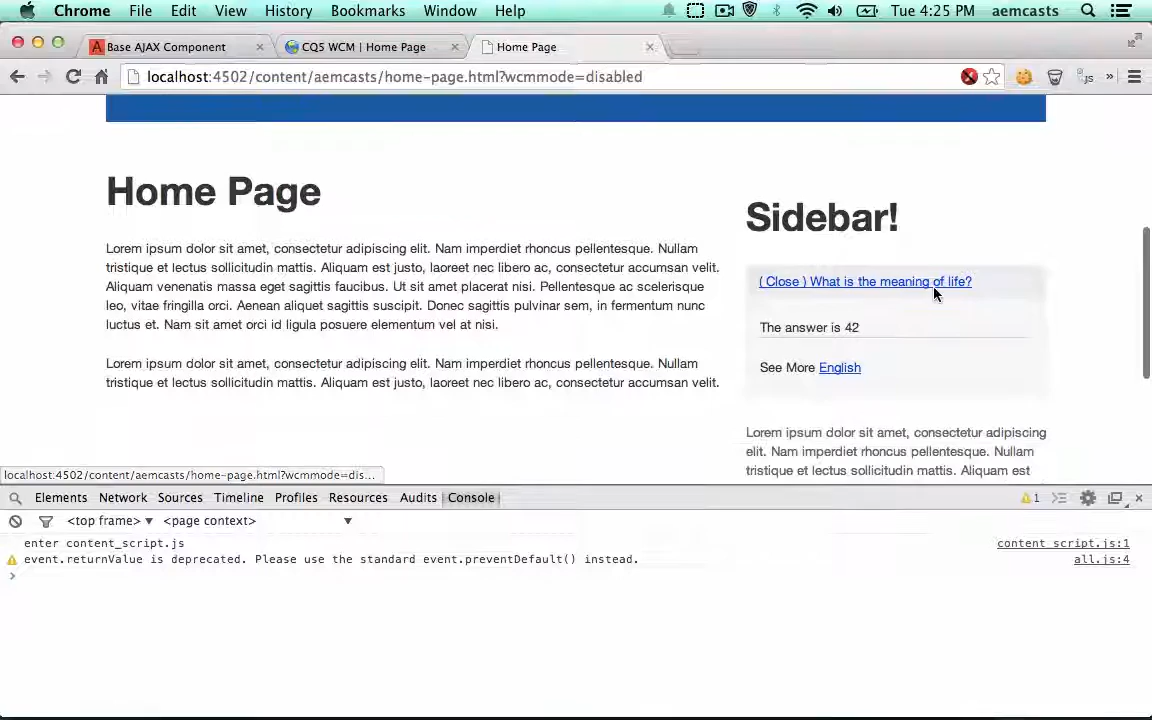 Chrome File Edit View History Bookmarks Window Help Tue 4:25 PM aemcasts
Base AJAX Component CQ5 WCM | Home Page Home Page
localhost:4502/content/aemcasts/home-page.html?wcmmode=disabled js »
Home Page
Lorem ipsum dolor sit amet, consectetur adipiscing elit. Nam imperdiet rhoncus pellentesque. Nullam
tristique et lectus sollicitudin mattis. Aliquam est justo, laoreet nec libero ac, consectetur accumsan velit.
Aliquam venenatis massa eget sagittis faucibus. Ut sit amet placerat nisi. Pellentesque ac scelerisque
leo, vitae fringilla orci. Aenean aliquet sagittis suscipit. Donec sagittis pulvinar sem, in fermentum nunc
luctus et. Nam sit amet orci id ligula posuere elementum vel at nisi.
Lorem ipsum dolor sit amet, consectetur adipiscing elit. Nam imperdiet rhoncus pellentesque. Nullam
tristique et lectus sollicitudin mattis. Aliquam est justo, laoreet nec libero ac, consectetur accumsan velit.
Sidebar!
( Close ) What is the meaning of life?
The answer is 42
See More English
Lorem ipsum dolor sit amet, consectetur adipiscing
elit. Nam imperdiet rhoncus pellentesque. Nullam
tristique et lectus sollicitudin mattis. Aliquam est
localhost:4502/content/aemcasts/home-page.html?wcmmode=dis...
Elements Network Sources Timeline Profiles Resources Audits Console 1
<top frame> <page context>
enter content_script.js content_script.js:1
event.returnValue is deprecated. Please use the standard event.preventDefault() instead. all.js:4